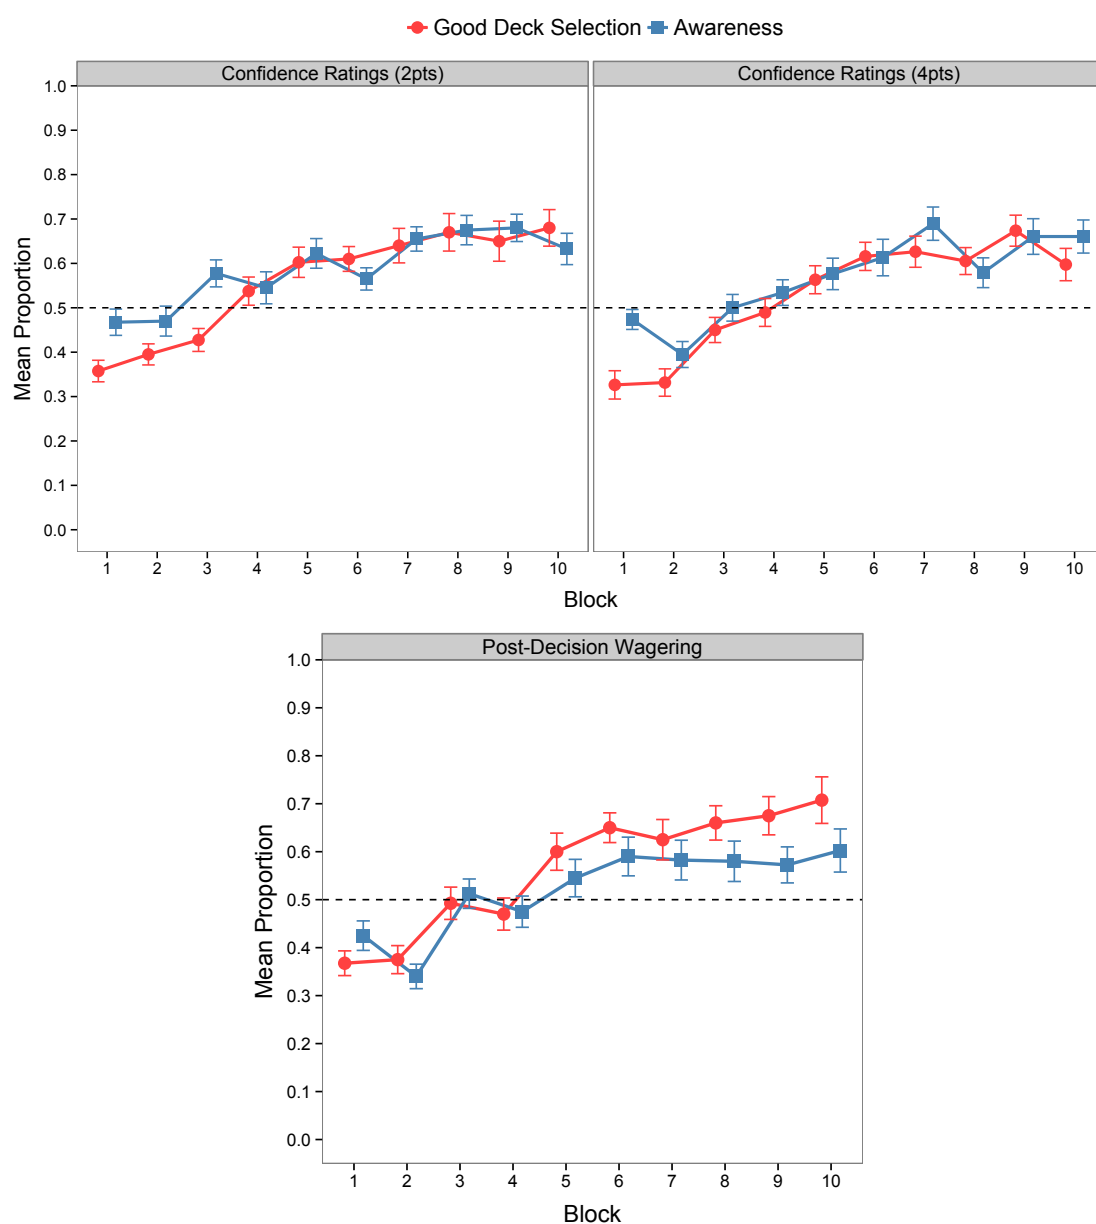 Good Deck Selection Awareness
Confidence Ratings (2pts) Confidence Ratings (4pts)
Mean Proportion
1.0
0.9
0.8
0.7
0.6
0.5
0.4
0.3
0.2
0.1
0.0
1 2 3 4 5 6 7 8 9 10 1 2 3 4 5 6 7 8 9 10
Block Block
Post-Decision Wagering
Mean Proportion
1.0
0.9
0.8
0.7
0.6
0.5
0.4
0.3
0.2
0.1
0.0
1 2 3 4 5 6 7 8 9 10
Block